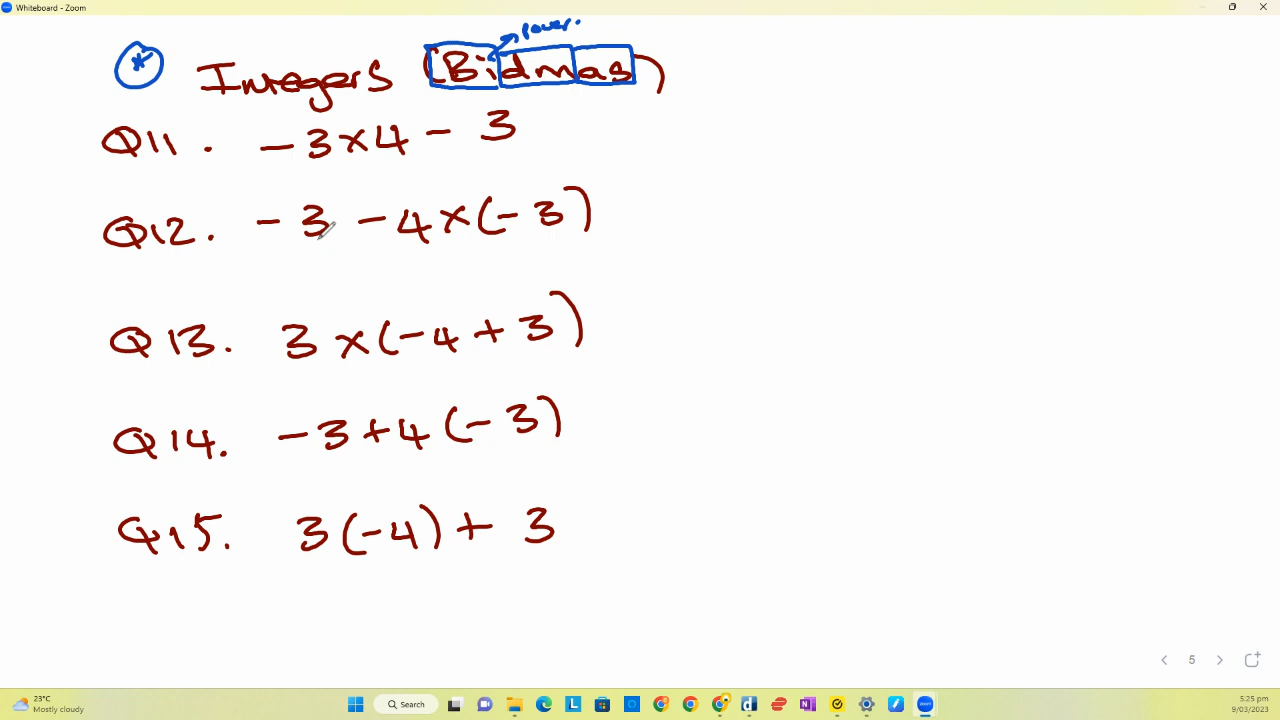 Whiteboard - Zoom
power.
* Integers (Bidmas)
Q11. -3×4 - 3
Q12. -3 -4×(-3)
Q13. 3×(-4+3)
Q14. -3+4(-3)
Q15. 3(-4)+3
5
23°C
Mostly cloudy
Search
5.25 pm
9/03/2023